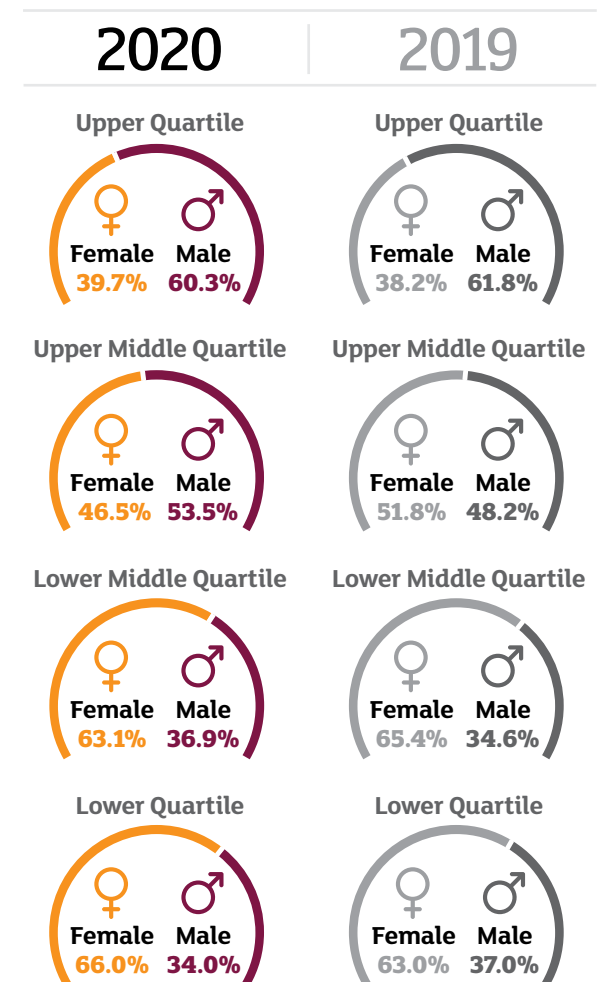 2020 2019
Upper Quartile Upper Quartile
Female Male Female Male
39.7% 60.3% 38.2% 61.8%
Upper Middle Quartile Upper Middle Quartile
Female Male Female Male
46.5% 53.5% 51.8% 48.2%
Lower Middle Quartile Lower Middle Quartile
Female Male Female Male
63.1% 36.9% 65.4% 34.6%
Lower Quartile Lower Quartile
Female Male Female Male
66.0% 34.0% 63.0% 37.0%